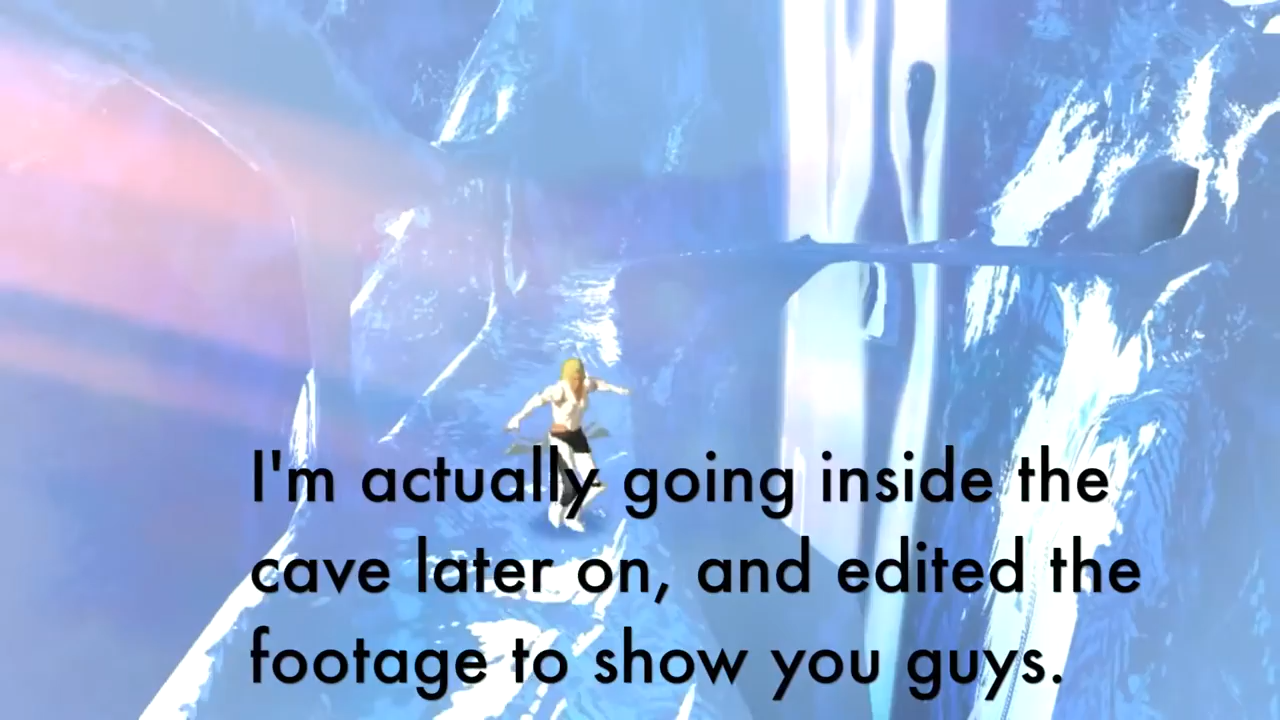 I'm actually going inside the
cave later on, and edited the
footage to show you guys.